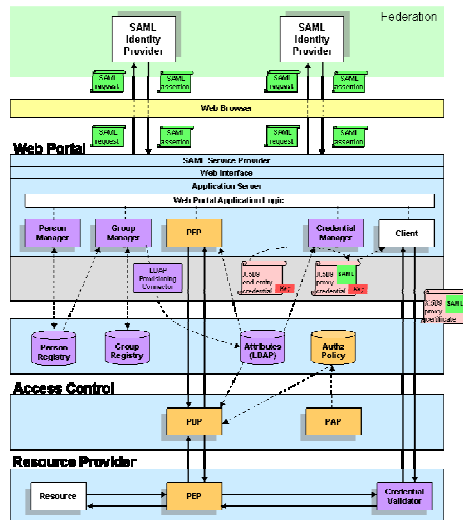 Federation
SAML
Identity
Provider
SAML
Identity
Provider
SAML
request
SAML
assertion
SAML
request
SAML
assertion
Web Browser
SAML
request
SAML
assertion
SAML
request
SAML
assertion
Web Portal
SAML Service Provider
Web Interface
Application Server
Web Portal Application Logic
Person
Manager
Group
Manager
PEP
Credential
Manager
Client
LDAP
Provisioning
Connector
X.509
end entity
credential
Key
X.509
proxy
credential
SAML
Key
X.509
proxy
certificate
SAML
Person
Registry
Group
Registry
Attributes
(LDAP)
Authz
Policy
Access Control
PDP
PAP
Resource Provider
Resource
PEP
Credential
Validator